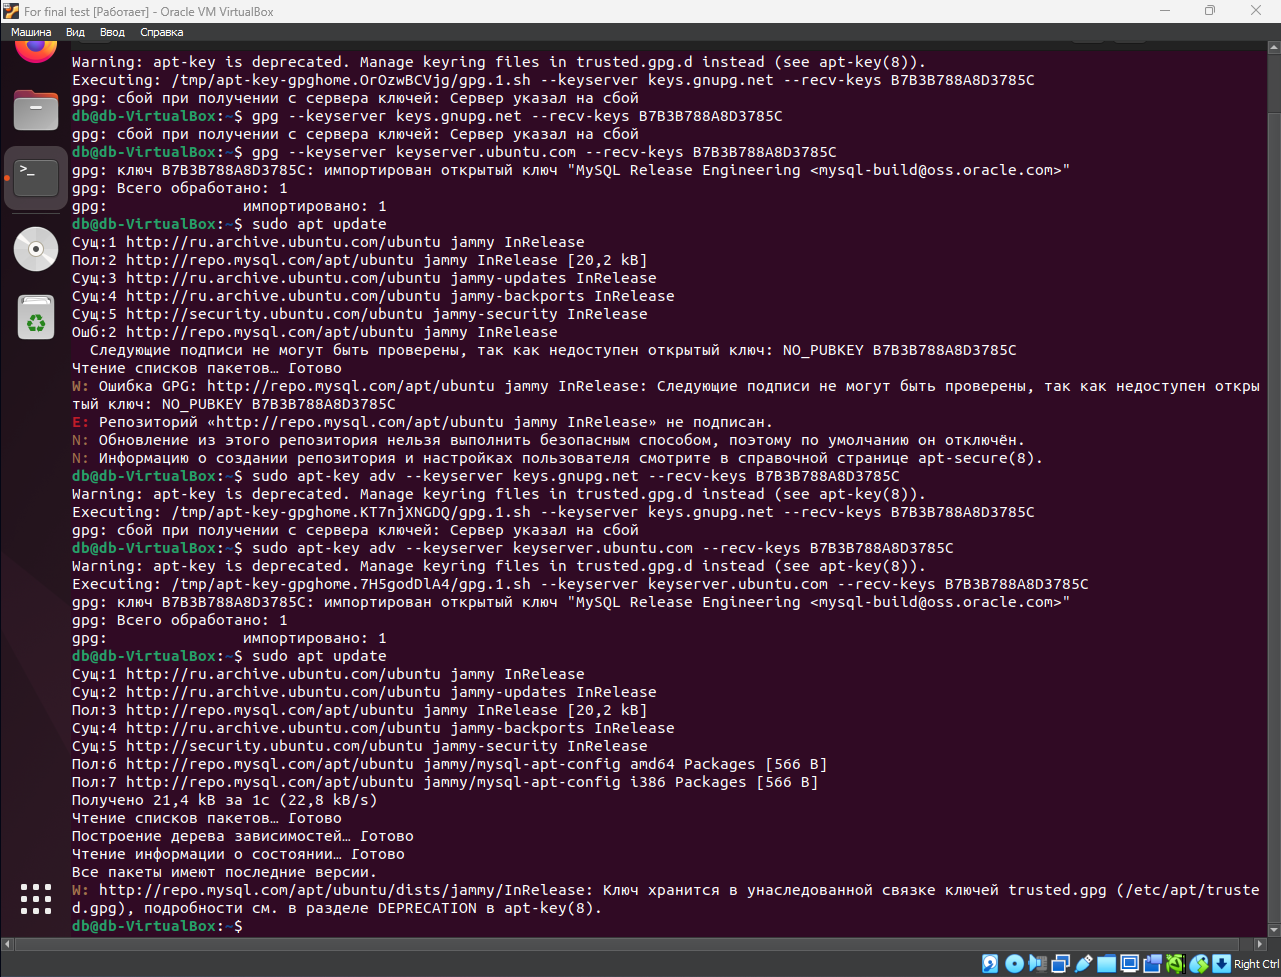 For final test [Работает] - Oracle VM VirtualBox
Машина Вид Ввод Справка
Warning: apt-key is deprecated. Manage keyring files in trusted.gpg.d instead (see apt-key(8)).
Executing: /tmp/apt-key-gpghome.OrOzwBCVjg/gpg.1.sh --keyserver keys.gnupg.net --recv-keys B7B3B788A8D3785C
gpg: сбой при получении с сервера ключей: Сервер указал на сбой
db@db-VirtualBox:~$ gpg --keyserver keys.gnupg.net --recv-keys B7B3B788A8D3785C
gpg: сбой при получении с сервера ключей: Сервер указал на сбой
db@db-VirtualBox:~$ gpg --keyserver keyserver.ubuntu.com --recv-keys B7B3B788A8D3785C
gpg: ключ B7B3B788A8D3785C: импортирован открытый ключ "MySQL Release Engineering <mysql-build@oss.oracle.com>"
gpg: Всего обработано: 1
gpg:               импортировано: 1
db@db-VirtualBox:~$ sudo apt update
Сущ:1 http://ru.archive.ubuntu.com/ubuntu jammy InRelease
Пол:2 http://repo.mysql.com/apt/ubuntu jammy InRelease [20,2 kB]
Сущ:3 http://ru.archive.ubuntu.com/ubuntu jammy-updates InRelease
Сущ:4 http://ru.archive.ubuntu.com/ubuntu jammy-backports InRelease
Сущ:5 http://security.ubuntu.com/ubuntu jammy-security InRelease
Ошб:2 http://repo.mysql.com/apt/ubuntu jammy InRelease
  Следующие подписи не могут быть проверены, так как недоступен открытый ключ: NO_PUBKEY B7B3B788A8D3785C
Чтение списков пакетов… Готово
W: Ошибка GPG: http://repo.mysql.com/apt/ubuntu jammy InRelease: Следующие подписи не могут быть проверены, так как недоступен откры
тый ключ: NO_PUBKEY B7B3B788A8D3785C
E: Репозиторий «http://repo.mysql.com/apt/ubuntu jammy InRelease» не подписан.
N: Обновление из этого репозитория нельзя выполнить безопасным способом, поэтому по умолчанию он отключён.
N: Информацию о создании репозитория и настройках пользователя смотрите в справочной странице apt-secure(8).
db@db-VirtualBox:~$ sudo apt-key adv --keyserver keys.gnupg.net --recv-keys B7B3B788A8D3785C
Warning: apt-key is deprecated. Manage keyring files in trusted.gpg.d instead (see apt-key(8)).
Executing: /tmp/apt-key-gpghome.KT7njXNGDQ/gpg.1.sh --keyserver keys.gnupg.net --recv-keys B7B3B788A8D3785C
gpg: сбой при получении с сервера ключей: Сервер указал на сбой
db@db-VirtualBox:~$ sudo apt-key adv --keyserver keyserver.ubuntu.com --recv-keys B7B3B788A8D3785C
Warning: apt-key is deprecated. Manage keyring files in trusted.gpg.d instead (see apt-key(8)).
Executing: /tmp/apt-key-gpghome.7H5godDlA4/gpg.1.sh --keyserver keyserver.ubuntu.com --recv-keys B7B3B788A8D3785C
gpg: ключ B7B3B788A8D3785C: импортирован открытый ключ "MySQL Release Engineering <mysql-build@oss.oracle.com>"
gpg: Всего обработано: 1
gpg:               импортировано: 1
db@db-VirtualBox:~$ sudo apt update
Сущ:1 http://ru.archive.ubuntu.com/ubuntu jammy InRelease
Сущ:2 http://ru.archive.ubuntu.com/ubuntu jammy-updates InRelease
Пол:3 http://repo.mysql.com/apt/ubuntu jammy InRelease [20,2 kB]
Сущ:4 http://ru.archive.ubuntu.com/ubuntu jammy-backports InRelease
Сущ:5 http://security.ubuntu.com/ubuntu jammy-security InRelease
Пол:6 http://repo.mysql.com/apt/ubuntu jammy/mysql-apt-config amd64 Packages [566 B]
Пол:7 http://repo.mysql.com/apt/ubuntu jammy/mysql-apt-config i386 Packages [566 B]
Получено 21,4 kB за 1с (22,8 kB/s)
Чтение списков пакетов… Готово
Построение дерева зависимостей… Готово
Чтение информации о состоянии… Готово
Все пакеты имеют последние версии.
W: http://repo.mysql.com/apt/ubuntu/dists/jammy/InRelease: Ключ хранится в унаследованной связке ключей trusted.gpg (/etc/apt/truste
d.gpg), подробности см. в разделе DEPRECATION в apt-key(8).
db@db-VirtualBox:~$
Right Ctrl